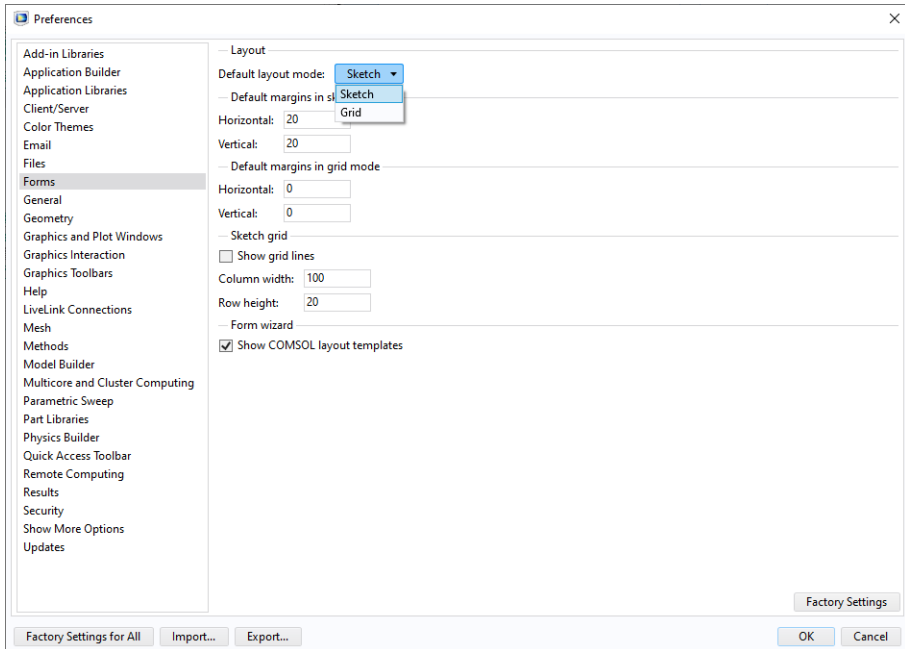 Preferences
Add-in Libraries
Application Builder
Application Libraries
Client/Server
Color Themes
Email
Files
Forms
General
Geometry
Graphics and Plot Windows
Graphics Interaction
Graphics Toolbars
Help
LiveLink Connections
Mesh
Methods
Model Builder
Multicore and Cluster Computing
Parametric Sweep
Part Libraries
Physics Builder
Quick Access Toolbar
Remote Computing
Results
Security
Show More Options
Updates
Layout
Default layout mode: Sketch
Sketch
Grid
Default margins in sk
Horizontal: 20
Vertical: 20
Default margins in grid mode
Horizontal: 0
Vertical: 0
Sketch grid
Show grid lines
Column width: 100
Row height: 20
Form wizard
Show COMSOL layout templates
Factory Settings
Factory Settings for All Import... Export... OK Cancel